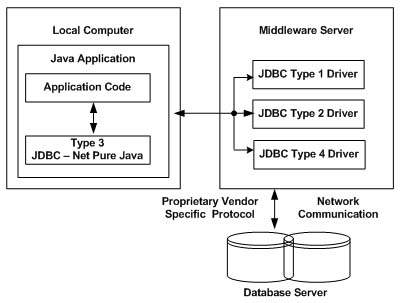 Local Computer
Java Application
Application Code
Type 3
JDBC – Net Pure Java
Middleware Server
JDBC Type 1 Driver
JDBC Type 2 Driver
JDBC Type 4 Driver
Proprietary Vendor
Specific Protocol
Network
Communication
Database Server